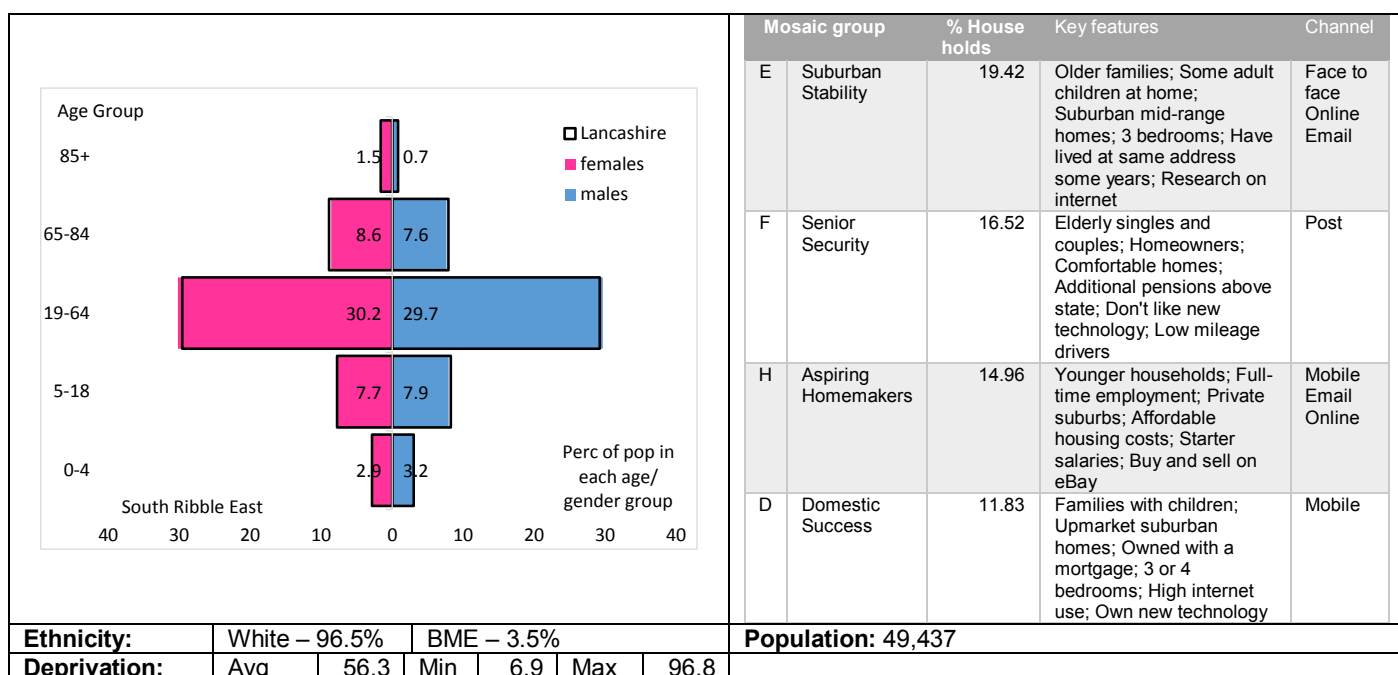 Age Group
85+
65-84
19-64
5-18
0-4
1.5 0.7
8.6 7.6
30.2 29.7
7.7 7.9
2.9 3.2
Lancashire
females
males
Perc of pop in
each age/
gender group
South Ribble East
40 30 20 10 0 10 20 30 40
Mosaic group % House holds Key features Channel
E Suburban Stability 19.42
Older families; Some adult
children at home;
Suburban mid-range
homes; 3 bedrooms; Have
lived at same address
some years; Research on
internet
Face to
face
Online
Email
F Senior Security 16.52
Elderly singles and
couples; Homeowners;
Comfortable homes;
Additional pensions above
state; Don't like new
technology; Low mileage
drivers
Post
H Aspiring Homemakers 14.96
Younger households; Full-
time employment; Private
suburbs; Affordable
housing costs; Starter
salaries; Buy and sell on
eBay
Mobile
Email
Online
D Domestic Success 11.83
Families with children;
Upmarket suburban
homes; Owned with a
mortgage; 3 or 4
bedrooms; High internet
use; Own new technology
Mobile
Ethnicity: White – 96.5% BME – 3.5%
Population: 49,437
Deprivation: Avg 56.3 Min 6.9 Max 96.8